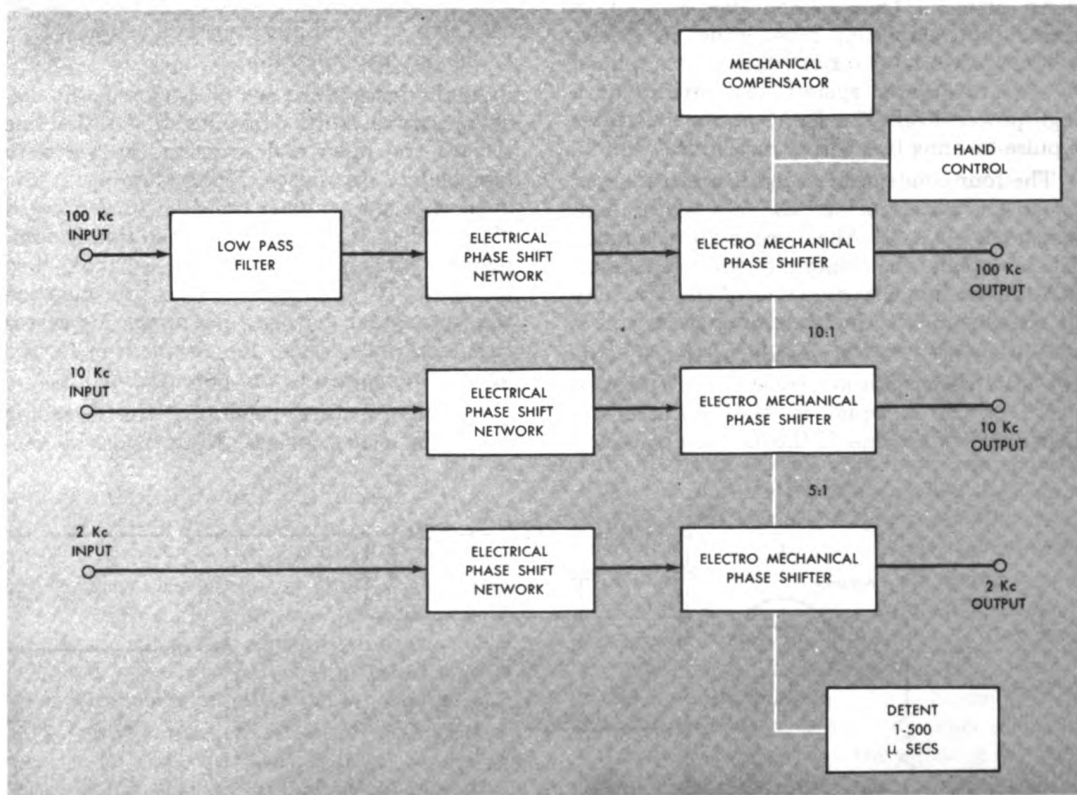 MECHANICAL
COMPENSATOR
HAND
CONTROL
100 Kc
INPUT
LOW PASS
FILTER
ELECTRICAL
PHASE SHIFT
NETWORK
ELECTRO MECHANICAL
PHASE SHIFTER
100 Kc
OUTPUT
10:1
10 Kc
INPUT
ELECTRICAL
PHASE SHIFT
NETWORK
ELECTRO MECHANICAL
PHASE SHIFTER
10 Kc
OUTPUT
5:1
2 Kc
INPUT
ELECTRICAL
PHASE SHIFT
NETWORK
ELECTRO MECHANICAL
PHASE SHIFTER
2 Kc
OUTPUT
DETENT
1-500
μ SECS